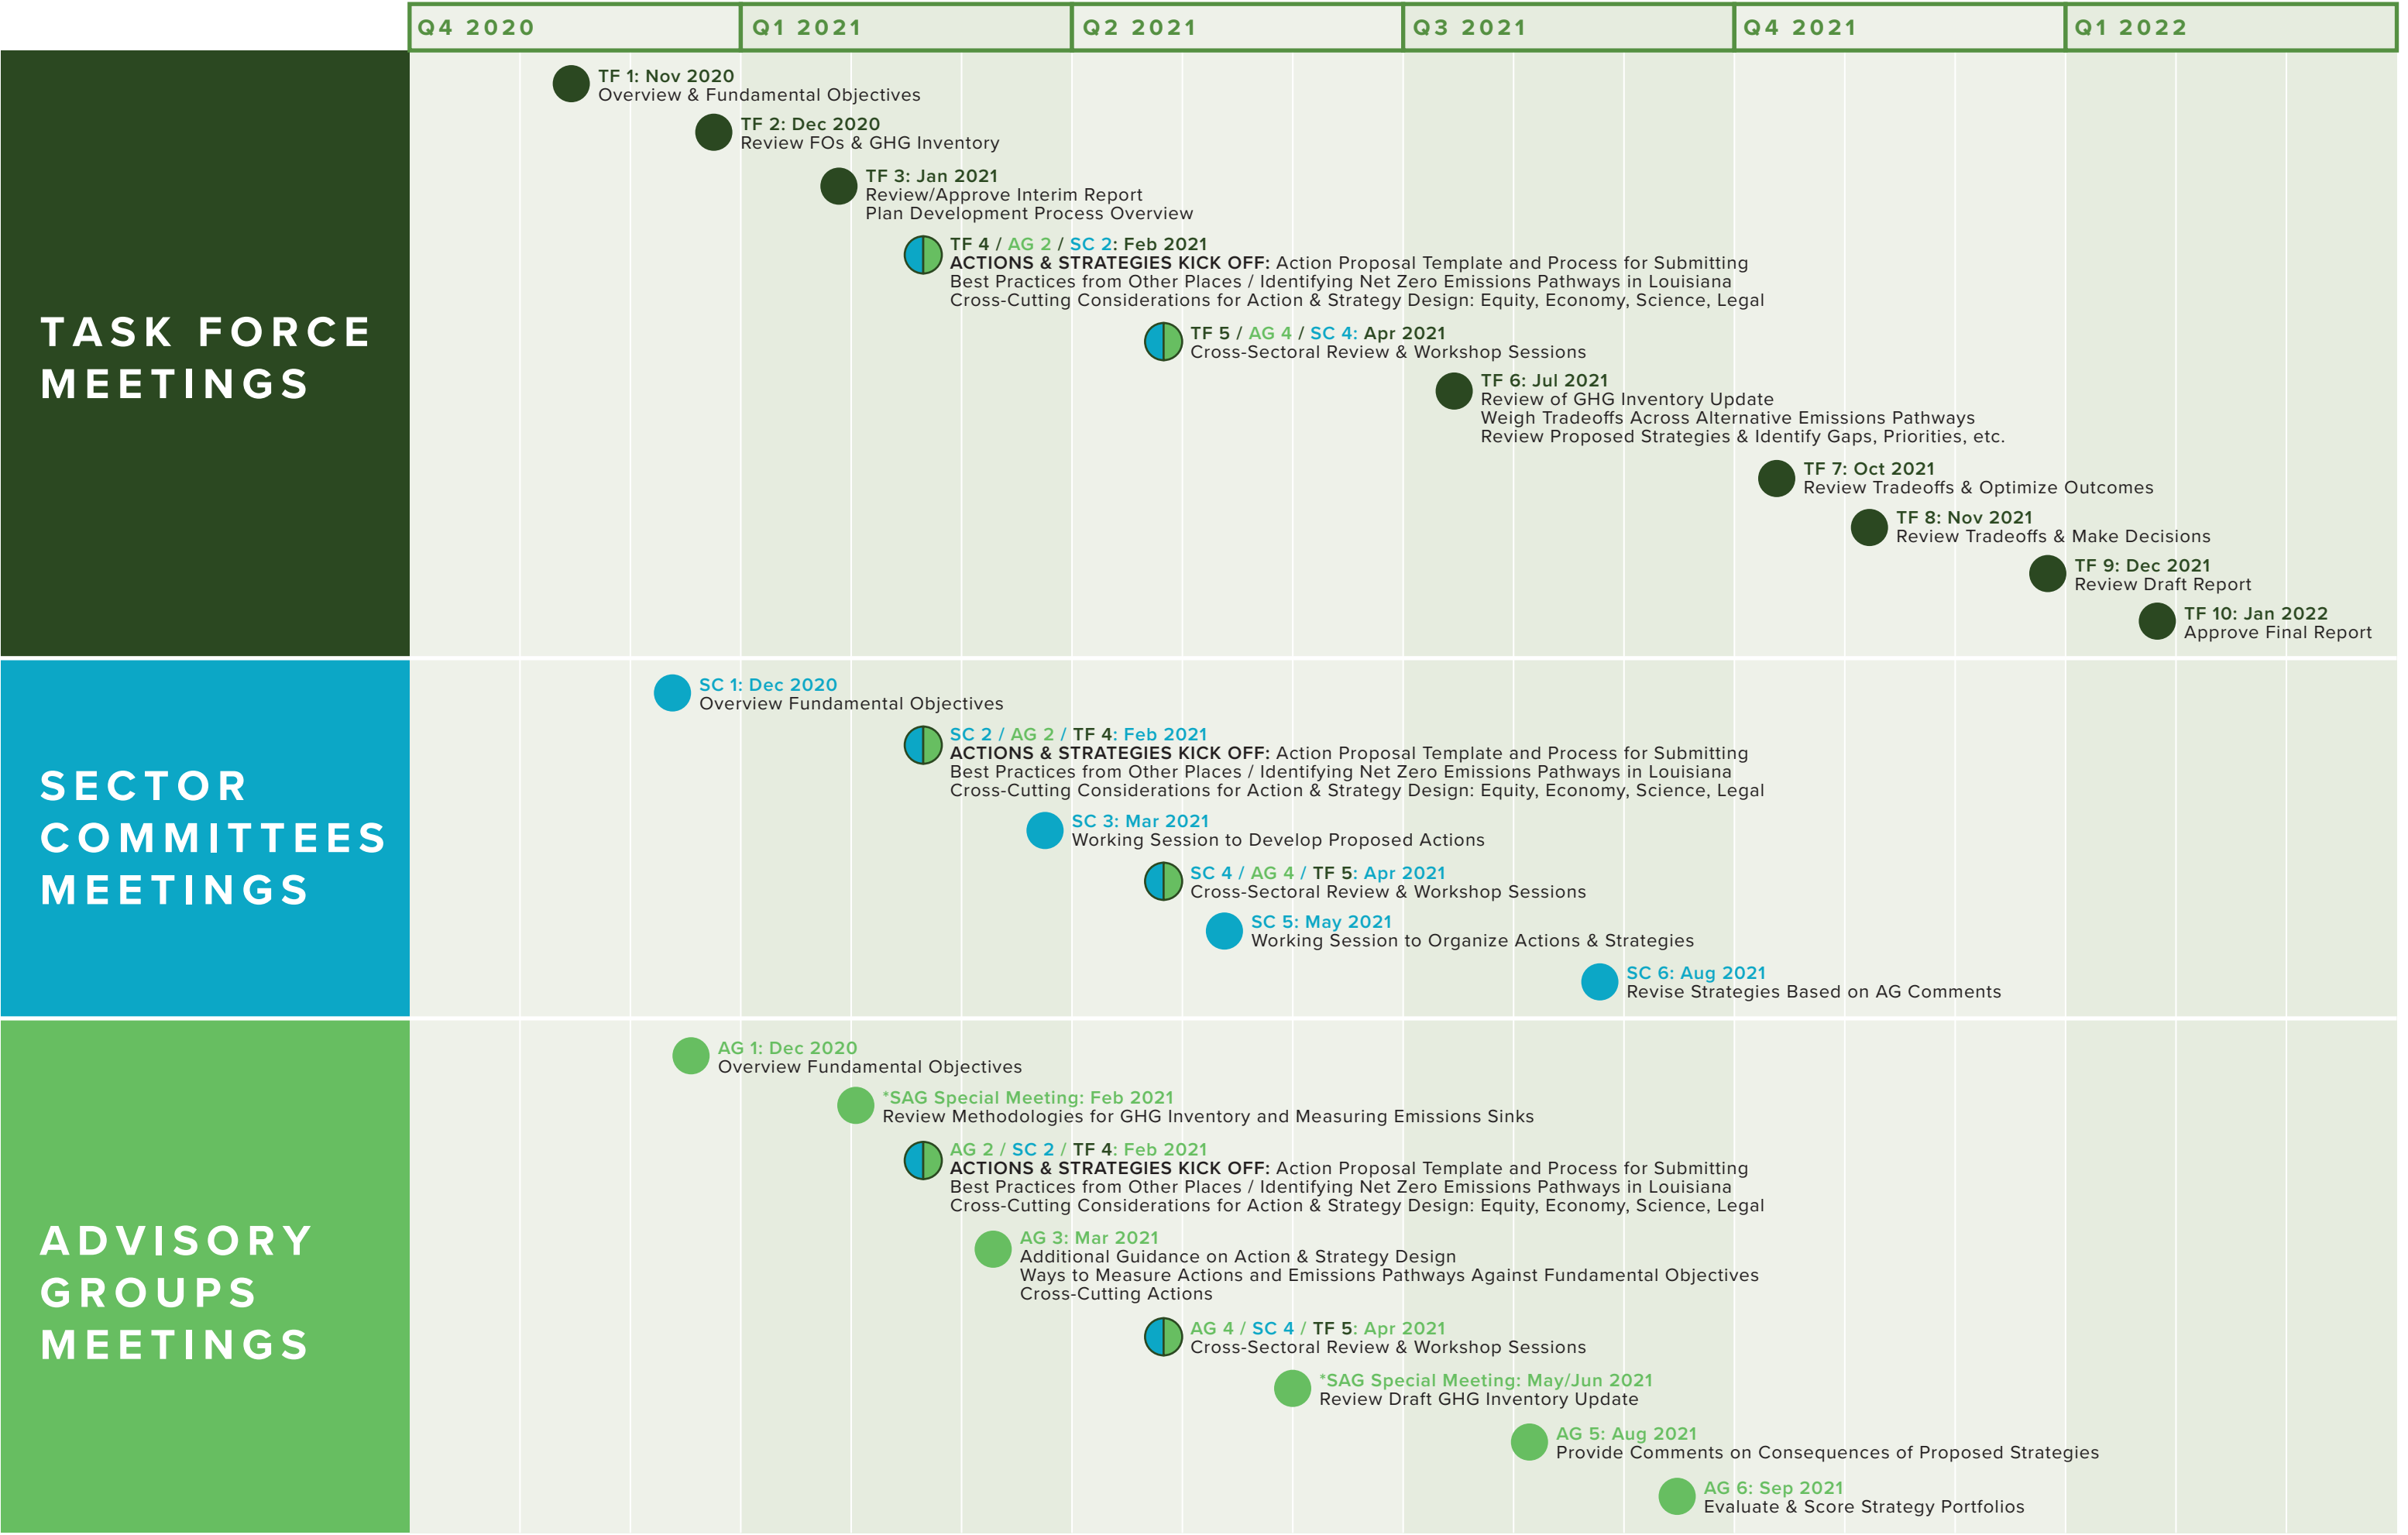 Q4 2020
Q1 2021
Q2 2021
Q3 2021
Q4 2021
Q1 2022
TASK FORCE
MEETINGS
TF 1: Nov 2020
Overview & Fundamental Objectives
TF 2: Dec 2020
Review FOs & GHG Inventory
TF 3: Jan 2021
Review/Approve Interim Report
Plan Development Process Overview
TF 4 / AG 2 / SC 2: Feb 2021
ACTIONS & STRATEGIES KICK OFF: Action Proposal Template and Process for Submitting
Best Practices from Other Places / Identifying Net Zero Emissions Pathways in Louisiana
Cross-Cutting Considerations for Action & Strategy Design: Equity, Economy, Science, Legal
TF 5 / AG 4 / SC 4: Apr 2021
Cross-Sectoral Review & Workshop Sessions
TF 6: Jul 2021
Review of GHG Inventory Update
Weigh Tradeoffs Across Alternative Emissions Pathways
Review Proposed Strategies & Identify Gaps, Priorities, etc.
TF 7: Oct 2021
Review Tradeoffs & Optimize Outcomes
TF 8: Nov 2021
Review Tradeoffs & Make Decisions
TF 9: Dec 2021
Review Draft Report
TF 10: Jan 2022
Approve Final Report
SECTOR
COMMITTEES
MEETINGS
SC 1: Dec 2020
Overview Fundamental Objectives
SC 2 / AG 2 / TF 4: Feb 2021
ACTIONS & STRATEGIES KICK OFF: Action Proposal Template and Process for Submitting
Best Practices from Other Places / Identifying Net Zero Emissions Pathways in Louisiana
Cross-Cutting Considerations for Action & Strategy Design: Equity, Economy, Science, Legal
SC 3: Mar 2021
Working Session to Develop Proposed Actions
SC 4 / AG 4 / TF 5: Apr 2021
Cross-Sectoral Review & Workshop Sessions
SC 5: May 2021
Working Session to Organize Actions & Strategies
SC 6: Aug 2021
Revise Strategies Based on AG Comments
ADVISORY
GROUPS
MEETINGS
AG 1: Dec 2020
Overview Fundamental Objectives
*SAG Special Meeting: Feb 2021
Review Methodologies for GHG Inventory and Measuring Emissions Sinks
AG 2 / SC 2 / TF 4: Feb 2021
ACTIONS & STRATEGIES KICK OFF: Action Proposal Template and Process for Submitting
Best Practices from Other Places / Identifying Net Zero Emissions Pathways in Louisiana
Cross-Cutting Considerations for Action & Strategy Design: Equity, Economy, Science, Legal
AG 3: Mar 2021
Additional Guidance on Action & Strategy Design
Ways to Measure Actions and Emissions Pathways Against Fundamental Objectives
Cross-Cutting Actions
AG 4 / SC 4 / TF 5: Apr 2021
Cross-Sectoral Review & Workshop Sessions
*SAG Special Meeting: May/Jun 2021
Review Draft GHG Inventory Update
AG 5: Aug 2021
Provide Comments on Consequences of Proposed Strategies
AG 6: Sep 2021
Evaluate & Score Strategy Portfolios